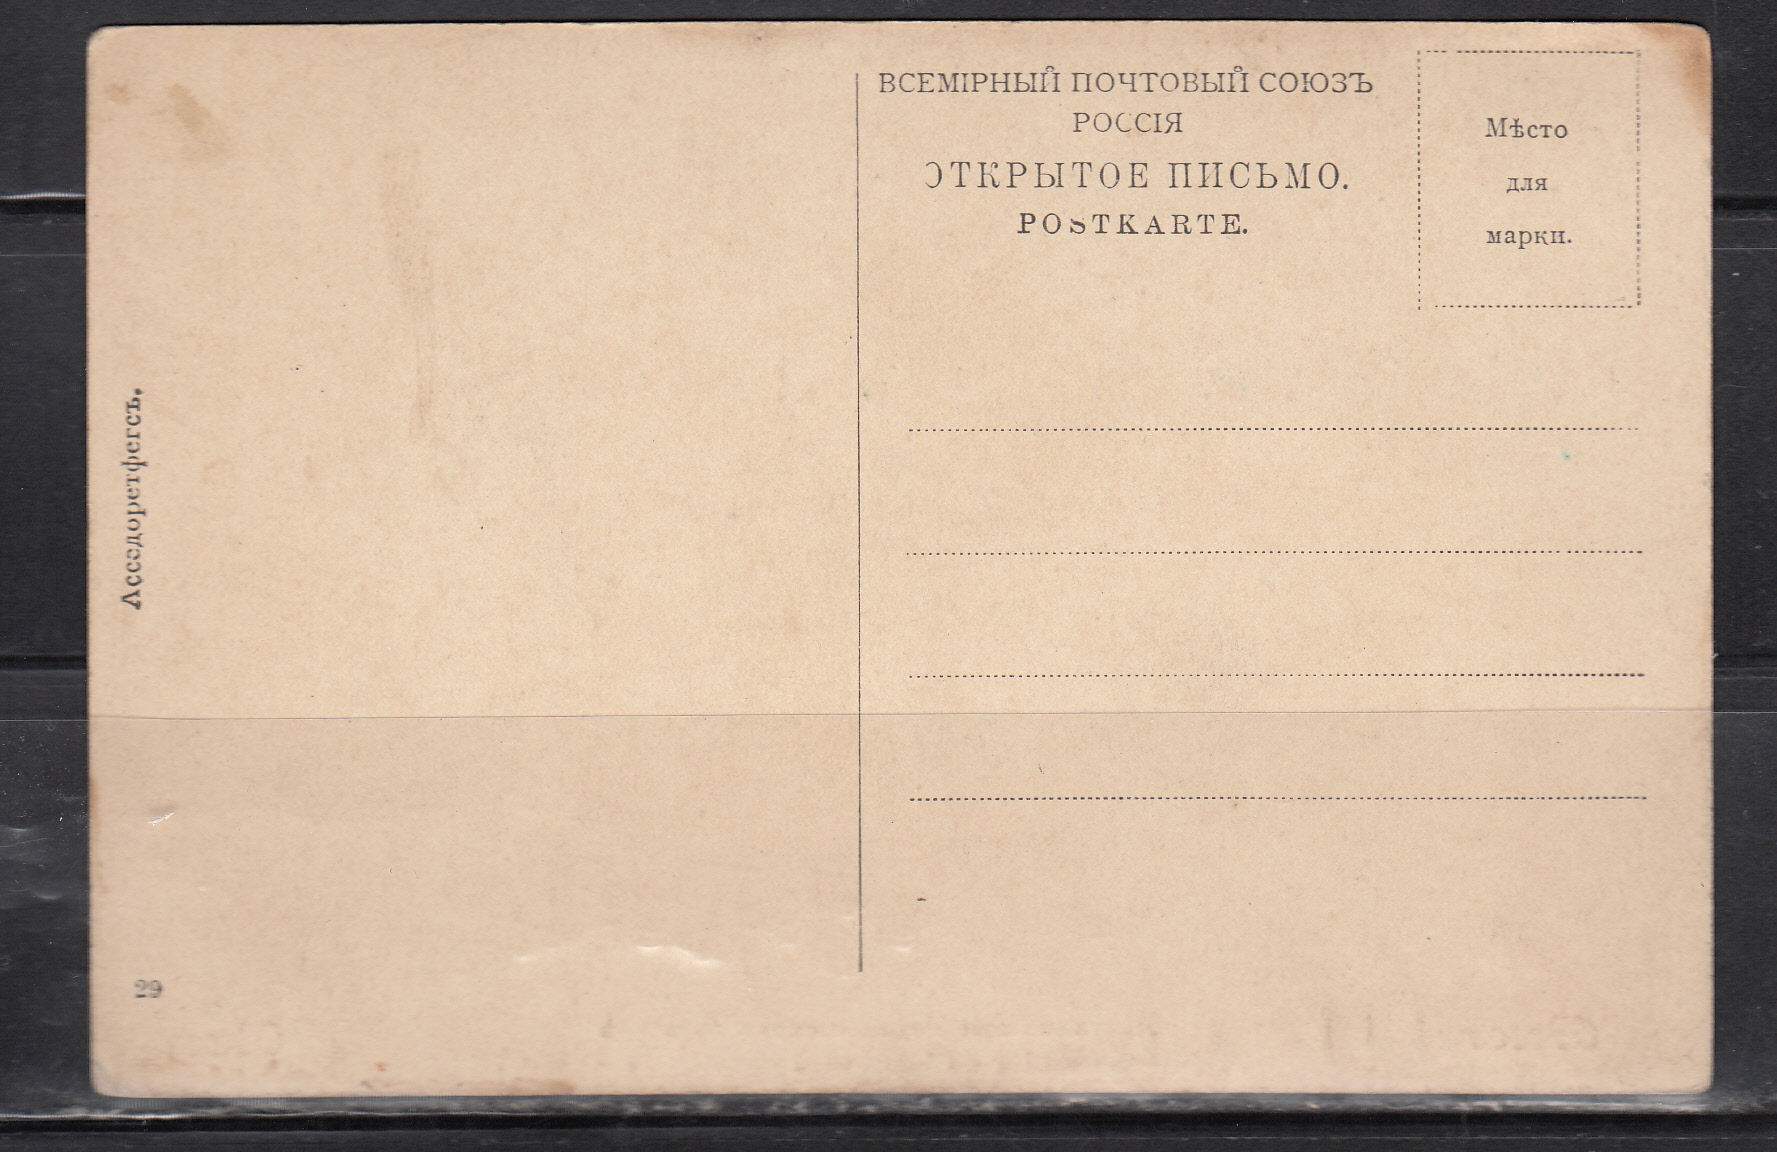 ВСЕМІРНЫЙ ПОЧТОВЫЙ СОЮЗЪ
РОССІЯ
ОТКРЫТОЕ ПИСЬМО.
POSTKARTE.
Мѣсто
для
марки.
Асседоретфегсъ.
29